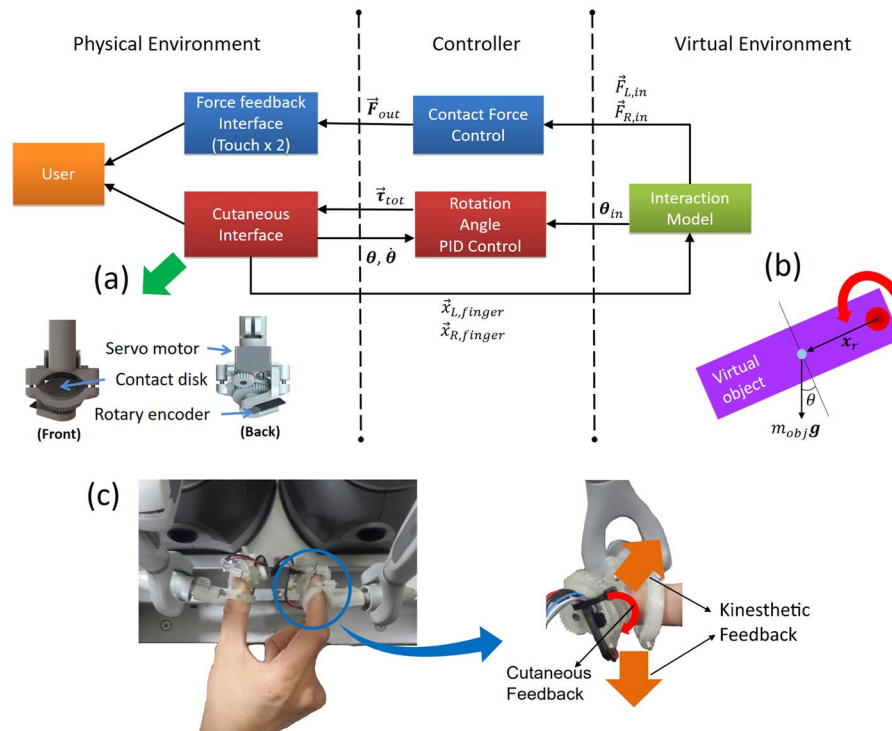 Physical Environment
Controller
Virtual Environment
Force feedback
Interface
(Touch x 2)
F⃗out
Contact Force
Control
F⃗L,in
F⃗R,in
User
Cutaneous
Interface
τ⃗tot
Rotation
Angle
PID Control
θin
Interaction
Model
θ, θ̇
(a)
x⃗L,finger
x⃗R,finger
(b)
Servo motor
Contact disk
Rotary encoder
(Front)
(Back)
Virtual
object
xr
θ
mobjg
(c)
Kinesthetic
Feedback
Cutaneous
Feedback